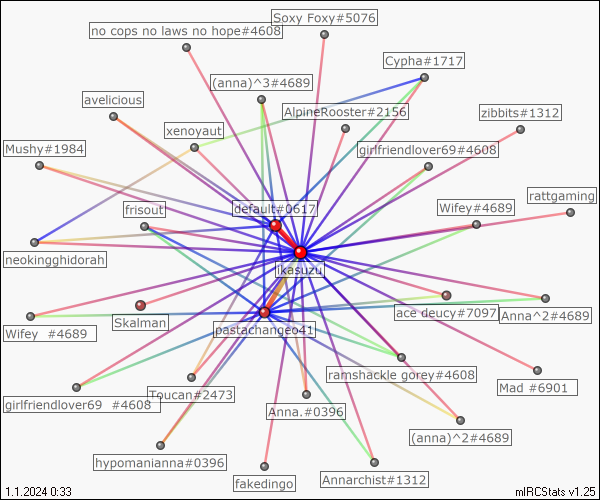 Soxy Foxy#5076
no cops no laws no hope#4608
Cypha#1717
(anna)^3#4689
avelicious
AlpineRooster#2156
zibbits#1312
xenoyaut
Mushy#1984
girlfriendlover69#4608
rattgaming
frisout
default#0617
Wifey#4689
neokingghidorah
ikasuzu
ace deucy#7097
Anna^2#4689
Skalman
pastachangeo41
Wifey  #4689
ramshackle gorey#4608
Mad #6901
Toucan#2473
girlfriendlover69  #4608
Anna.#0396
(anna)^2#4689
hypomanianna#0396
fakedingo
Annarchist#1312
1.1.2024 0:33
mIRCStats v1.25